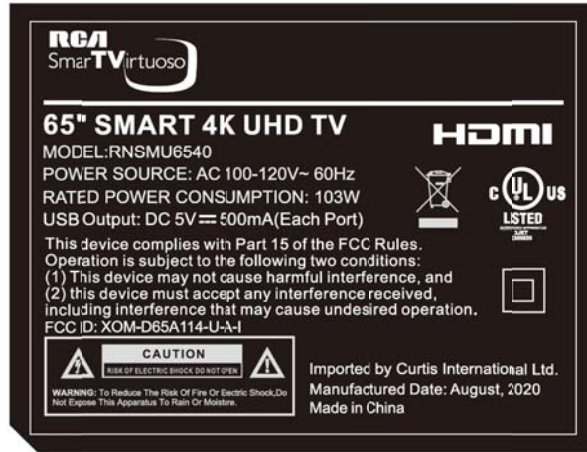 RCA
SmarTVirtuoso
65" SMART 4K UHD TV
HDMI
MODEL:RNSMU6540
POWER SOURCE: AC 100-120V~ 60Hz
RATED POWER CONSUMPTION: 103W
USB Output: DC 5V⎓500mA(Each Port)
C UL US
LISTED
This device complies with Part 15 of the FCC Rules.
Operation is subject to the following two conditions:
(1) This device may not cause harmful interference, and
(2) this device must accept any interference received,
including interference that may cause undesired operation.
FCC ID: XOM-D65A114-U-A-I
CAUTION
RISK OF ELECTRIC SHOCK DO NOT OPEN
WARNING: To Reduce The Risk Of Fire Or Eectric Shock,Do
Not Expose This Apparatus To Rain Or Moistre.
Imported by Curtis International Ltd.
Manufactured Date: August, 2020
Made in China